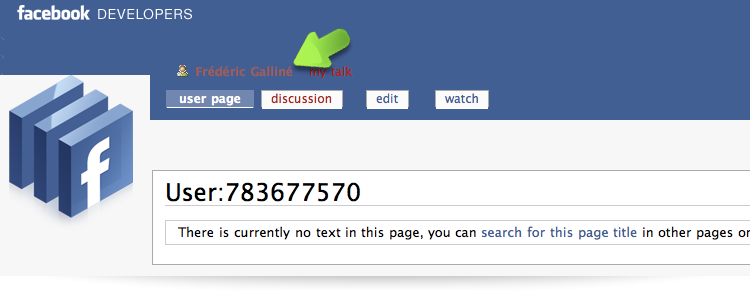 facebook DEVELOPERS
Frédéric Galliné my talk
user page discussion edit watch
f
User:783677570
There is currently no text in this page, you can search for this page title in other pages or